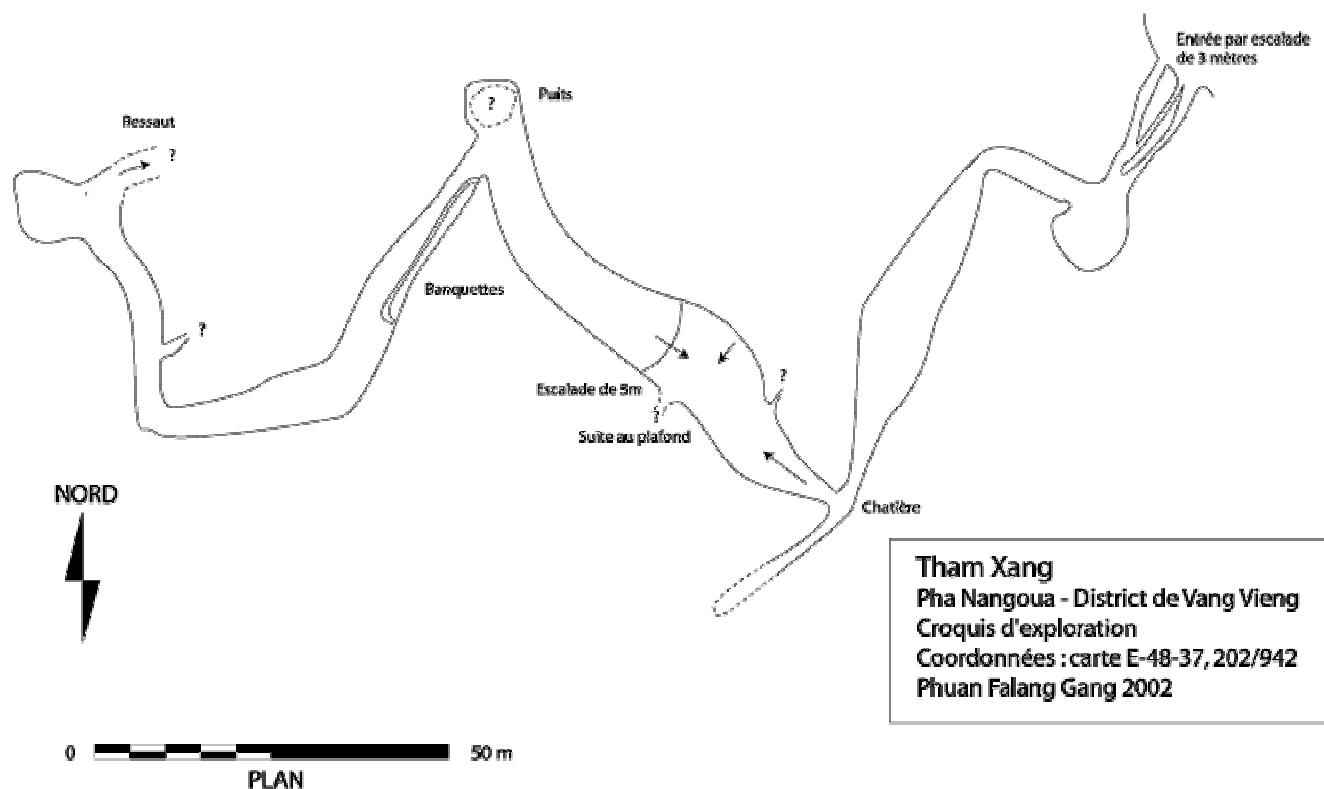 Entrée par escalade
de 3 mètres
Puits
?
Ressaut
?
Banquettes
?
Escalade de 5m
?
?
Suite au plafond
Chatière
NORD
Tham Xang
Pha Nangoua - District de Vang Vieng
Croquis d'exploration
Coordonnées : carte E-48-37, 202/942
Phuan Falang Gang 2002
0 50 m
PLAN